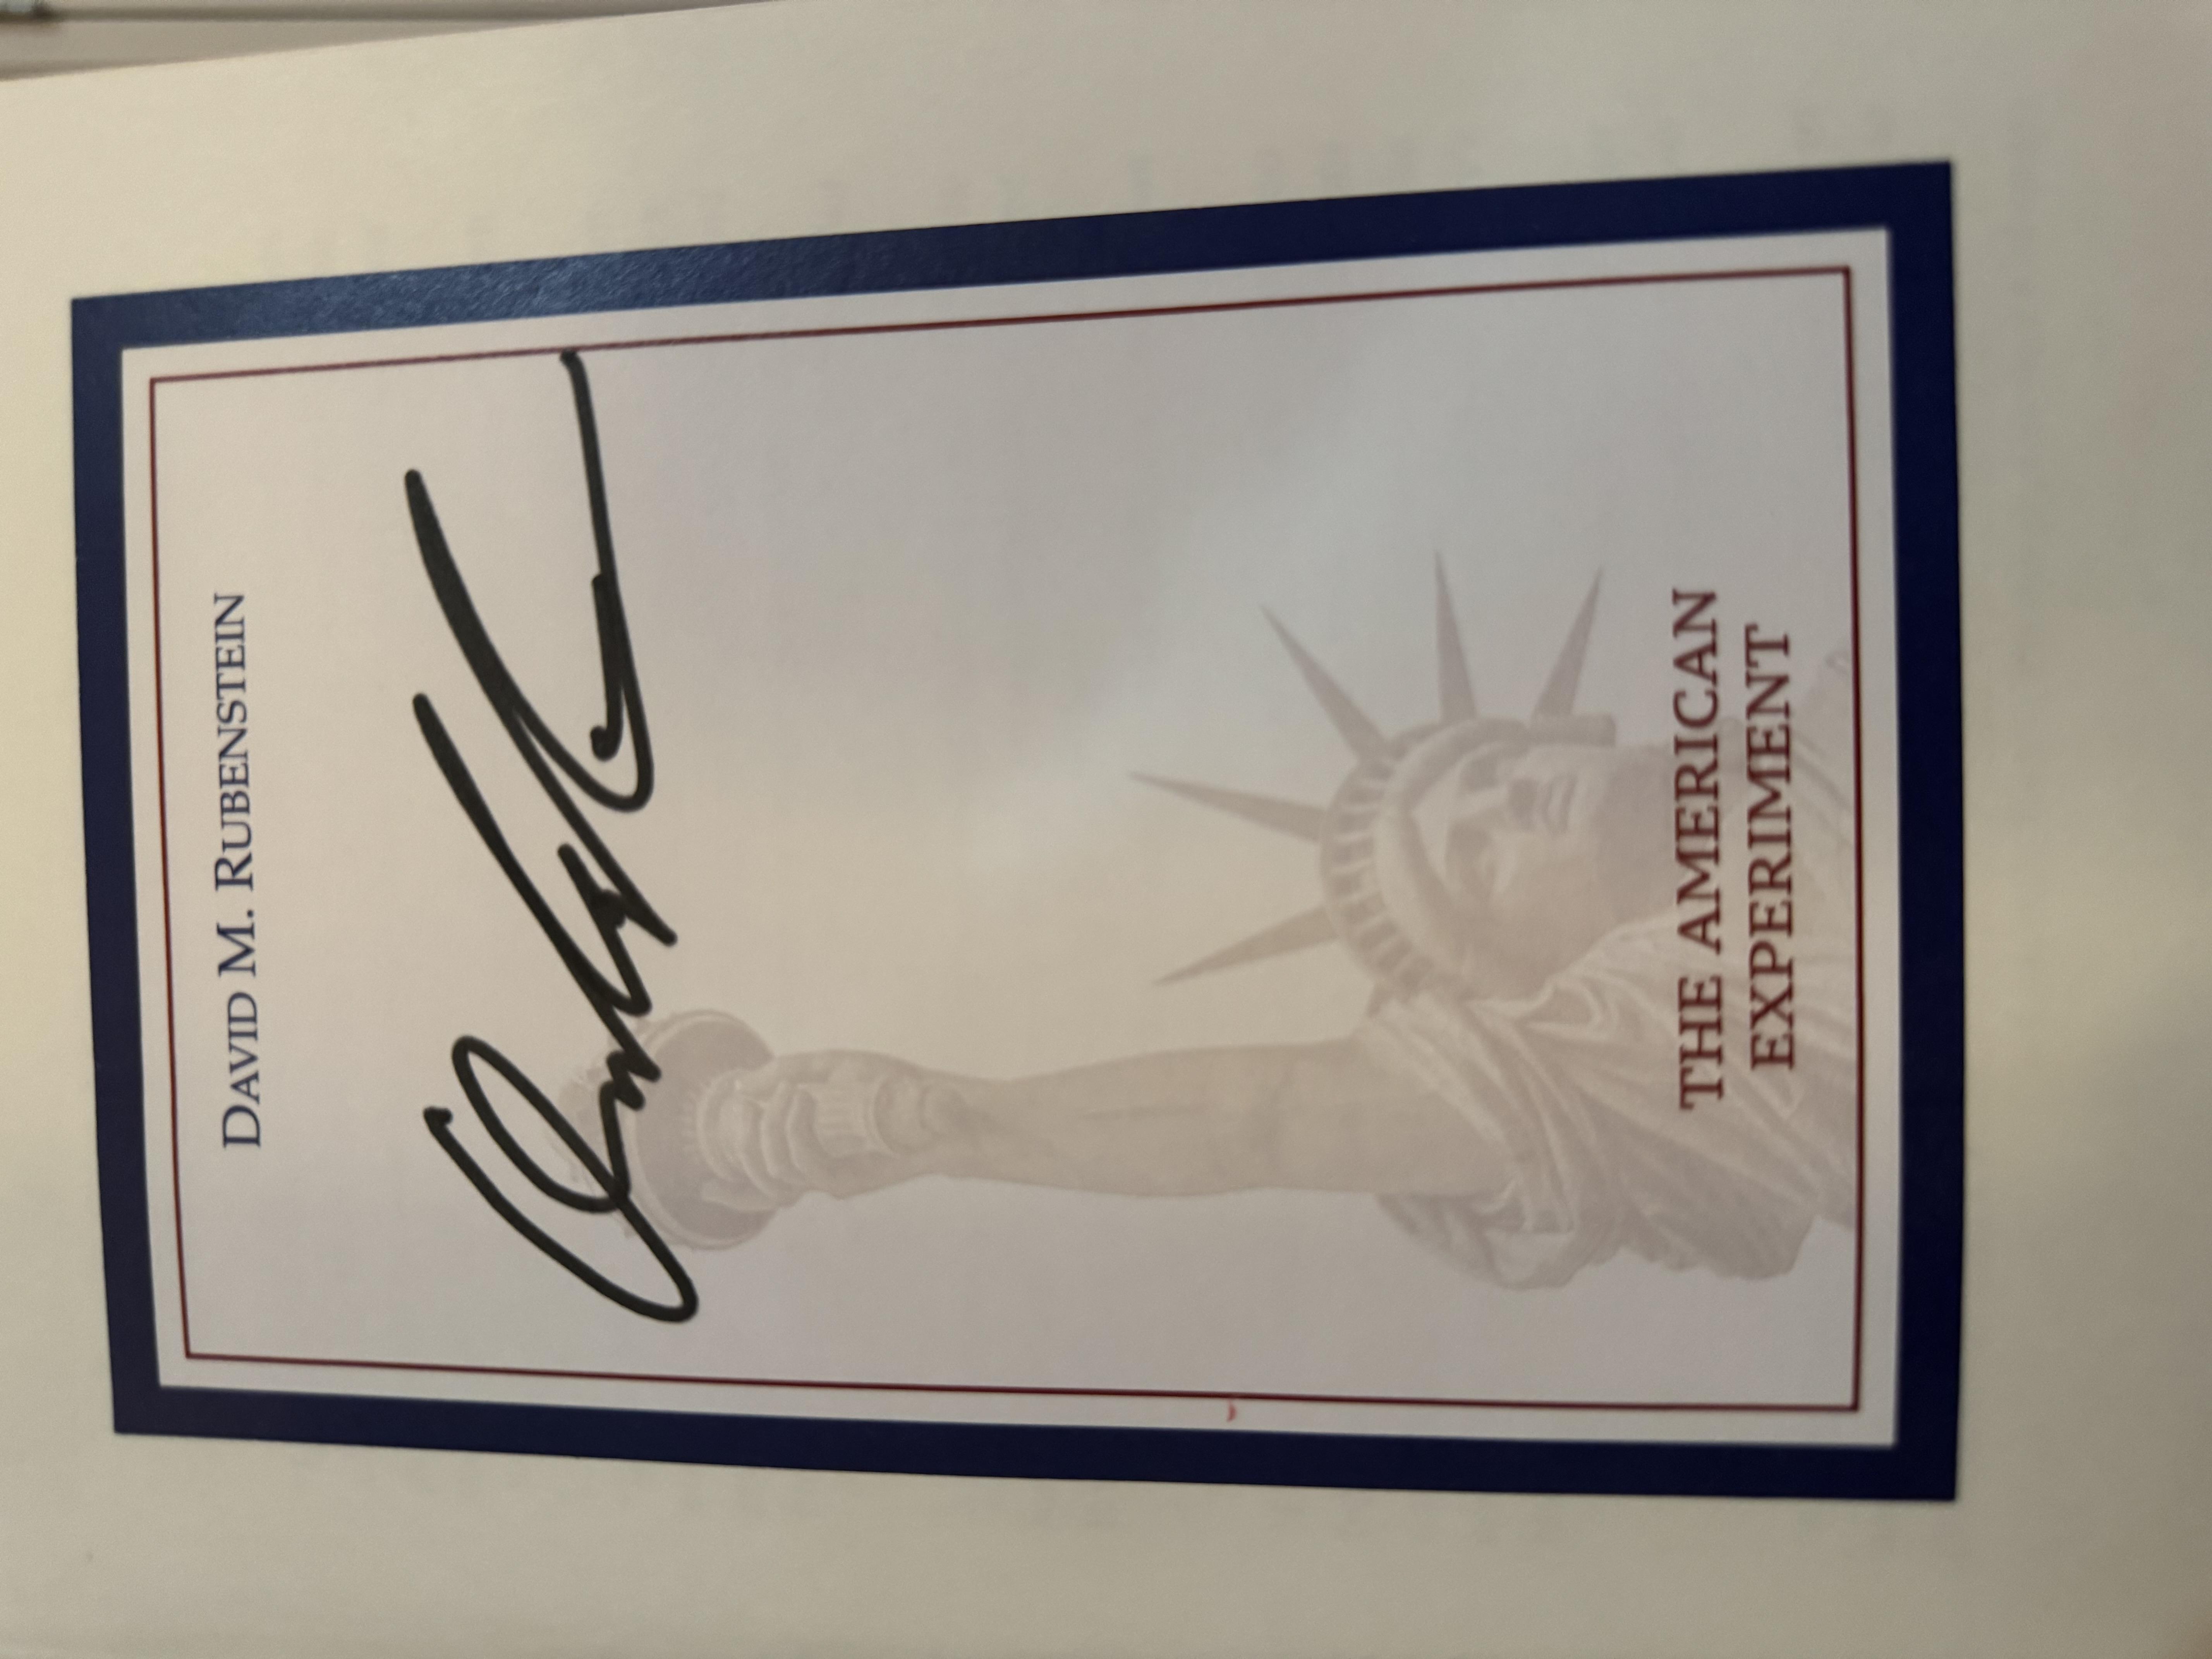 DAVID M. RUBENSTEIN
THE AMERICAN
EXPERIMENT